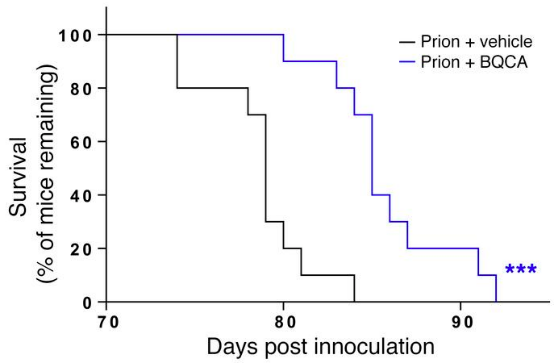 Prion + vehicle
Prion + BQCA
Survival
(% of mice remaining)
100
80
60
40
20
0
***
70 80 90
Days post innoculation